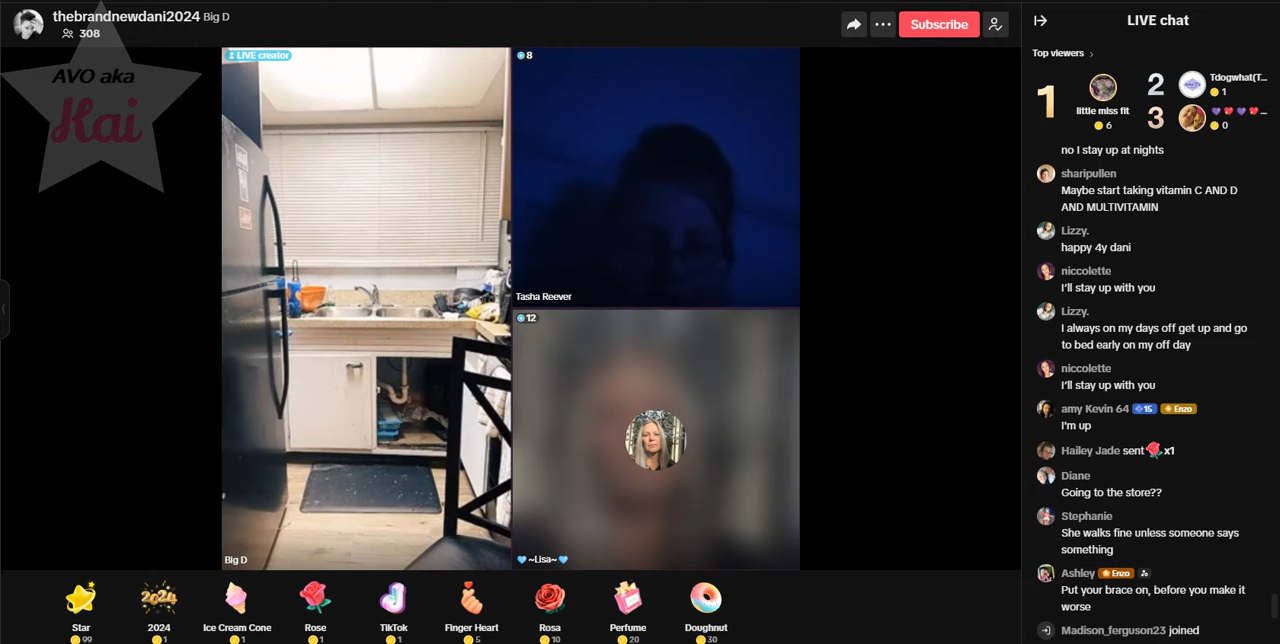 thebrandnewdani2024 Big D
308
Subscribe
LIVE chat
AVO aka
Kai
LIVE creator
8
Tasha Reever
12
Big D
~Lisa~
Top viewers
1
little miss fit
6
2
Tdogwhat(T...
1
3
...
0
no I stay up at nights
sharipullen
Maybe start taking vitamin C AND D
AND MULTIVITAMIN
Lizzy.
happy 4y dani
niccolette
I'll stay up with you
Lizzy.
I always on my days off get up and go
to bed early on my off day
niccolette
I'll stay up with you
amy Kevin 64 15 Enzo
I'm up
Hailey Jade sent x1
Diane
Going to the store??
Stephanie
She walks fine unless someone says
something
Ashley Enzo
Put your brace on, before you make it
worse
Madison_ferguson23 joined
2024
Star
99
2024
1
Ice Cream Cone
1
Rose
1
TikTok
1
Finger Heart
5
Rosa
10
Perfume
20
Doughnut
30